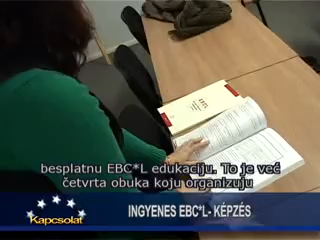 besplatnu EBC*L edukaciju. To je već
četvrta obuka koju organizuju
Kapcsolat
INGYENES EBC*L- KÉPZÉS